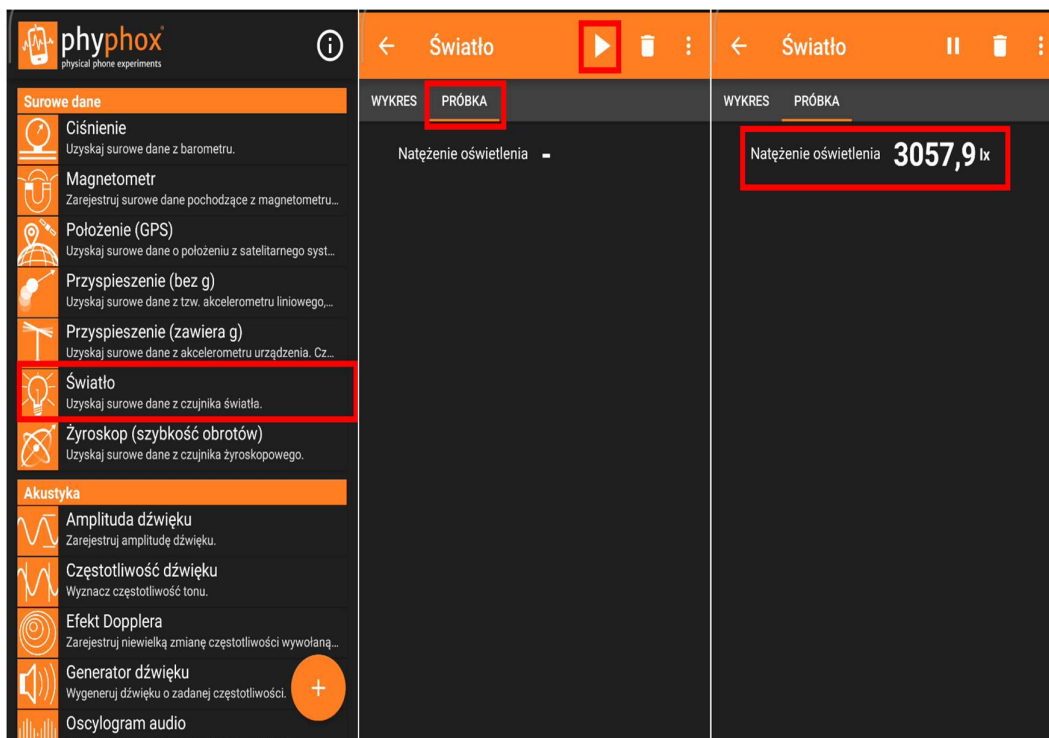 phyphox
physical phone experiments
Surowe dane
Ciśnienie
Uzyskaj surowe dane z barometru.
Magnetometr
Zarejestruj surowe dane pochodzące z magnetometru...
Położenie (GPS)
Uzyskaj surowe dane o położeniu z satelitarnego syst...
Przyspieszenie (bez g)
Uzyskaj surowe dane z tzw. akcelerometru liniowego,...
Przyspieszenie (zawiera g)
Uzyskaj surowe dane z akcelerometru urządzenia. Cz...
Światło
Uzyskaj surowe dane z czujnika światła.
Żyroskop (szybkość obrotów)
Uzyskaj surowe dane z czujnika żyroskopowego.
Akustyka
Amplituda dźwięku
Zarejestruj amplitudę dźwięku.
Częstotliwość dźwięku
Wyznacz częstotliwość tonu.
Efekt Dopplera
Zarejestruj niewielką zmianę częstotliwości wywołaną...
Generator dźwięku
Wygeneruj dźwięk o zadanej częstotliwości.
+
Oscylogram audio
Światło
WYKRES PRÓBKA
Natężenie oświetlenia -
Światło
WYKRES PRÓBKA
Natężenie oświetlenia 3057,9 lx